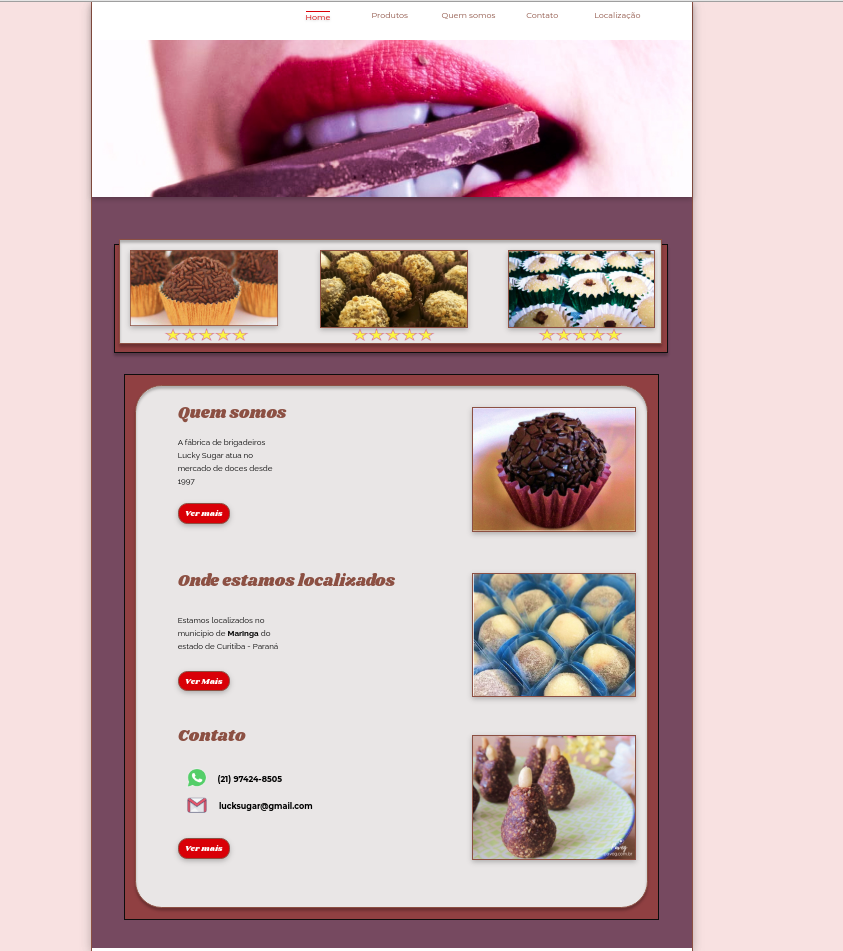 Home Produtos Quem somos Contato Localização
Quem somos
A fábrica de brigadeiros
Lucky Sugar atua no
mercado de doces desde
1997
Ver mais
Onde estamos localizados
Estamos localizados no
municipio de Maringa do
estado de Curitiba - Paraná
Ver Mais
Contato
(21) 97424-8505
lucksugar@gmail.com
Ver mais